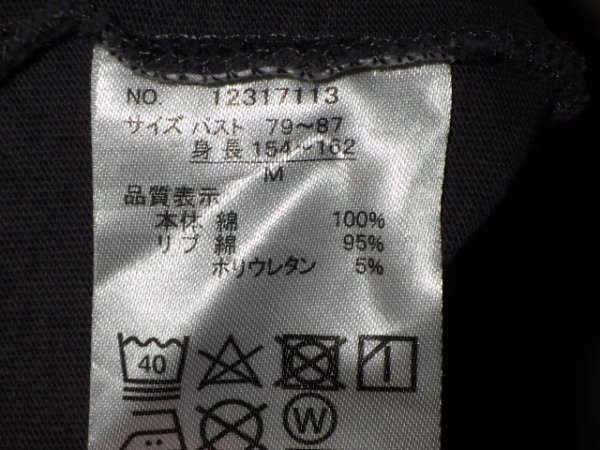 NO. 12317113
サイズ バスト 79～87
身長 154～162
M
品質表示
本体 綿 100%
リブ 綿 95%
ポリウレタン 5%
40
W